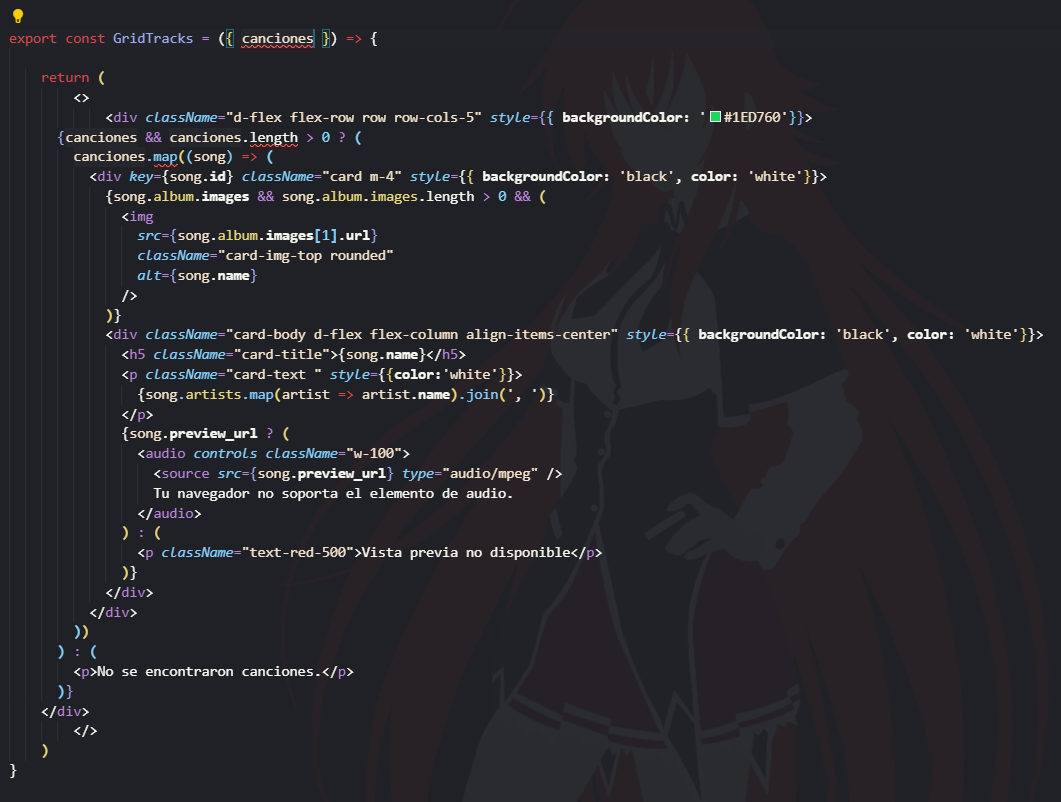 export const GridTracks = ({ canciones }) => {
return (
<>
<div className="d-flex flex-row row row-cols-5" style={{ backgroundColor: '#1ED760'}}>
{canciones && canciones.length > 0 ? (
canciones.map((song) => (
<div key={song.id} className="card m-4" style={{ backgroundColor: 'black', color: 'white'}}>
{song.album.images && song.album.images.length > 0 && (
<img
src={song.album.images[1].url}
className="card-img-top rounded"
alt={song.name}
/>
)}
<div className="card-body d-flex flex-column align-items-center" style={{ backgroundColor: 'black', color: 'white'}}>
<h5 className="card-title">{song.name}</h5>
<p className="card-text " style={{color:'white'}}>
{song.artists.map(artist => artist.name).join(', ')}
</p>
{song.preview_url ? (
<audio controls className="w-100">
<source src={song.preview_url} type="audio/mpeg" />
Tu navegador no soporta el elemento de audio.
</audio>
) : (
<p className="text-red-500">Vista previa no disponible</p>
)}
</div>
</div>
))
) : (
<p>No se encontraron canciones.</p>
)}
</div>
</>
)
}